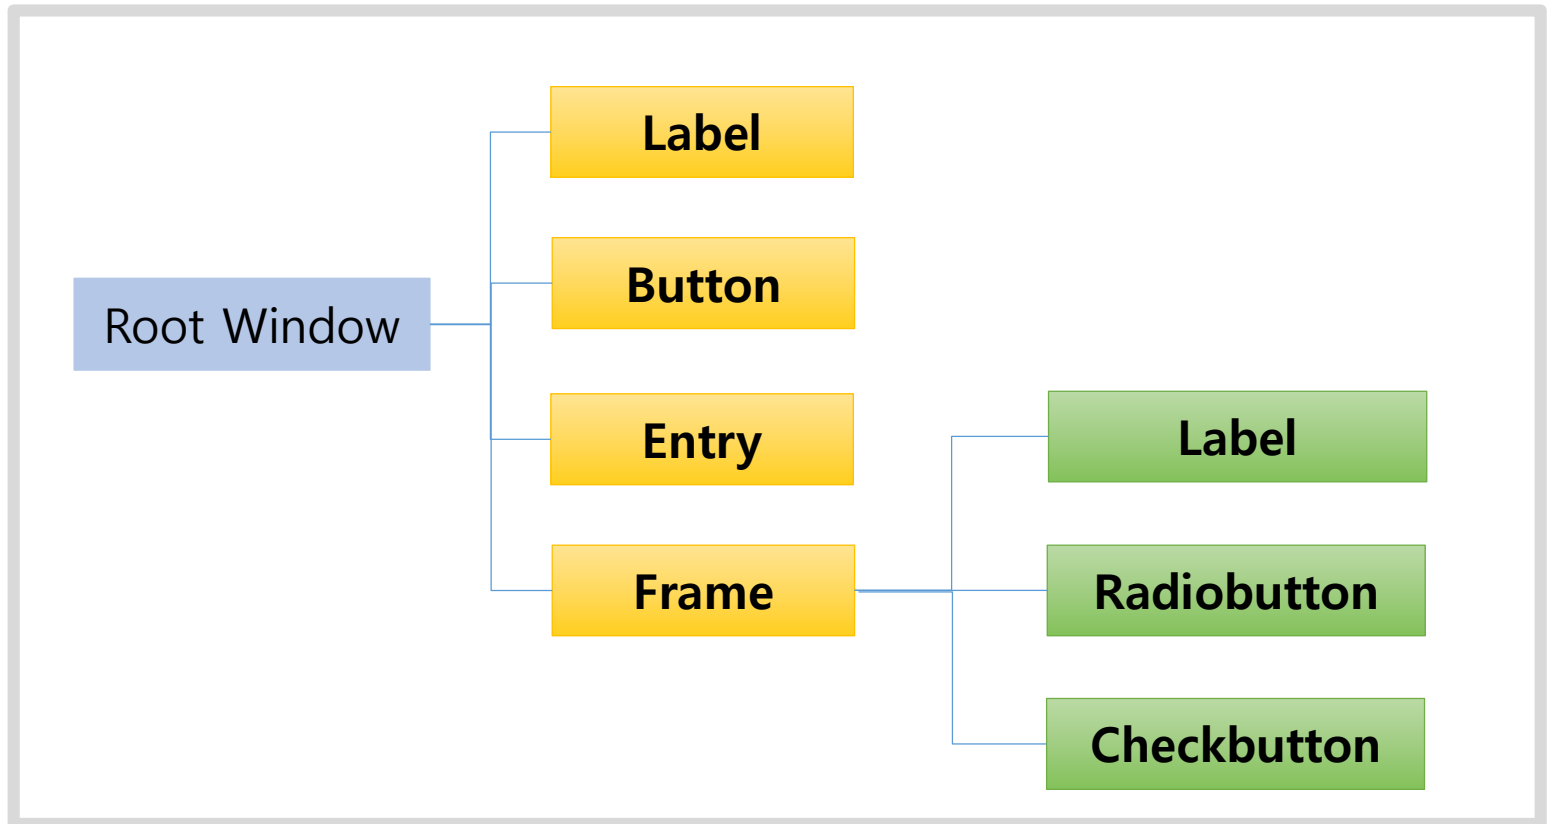 Root Window
Label
Button
Entry
Frame
Label
Radiobutton
Checkbutton